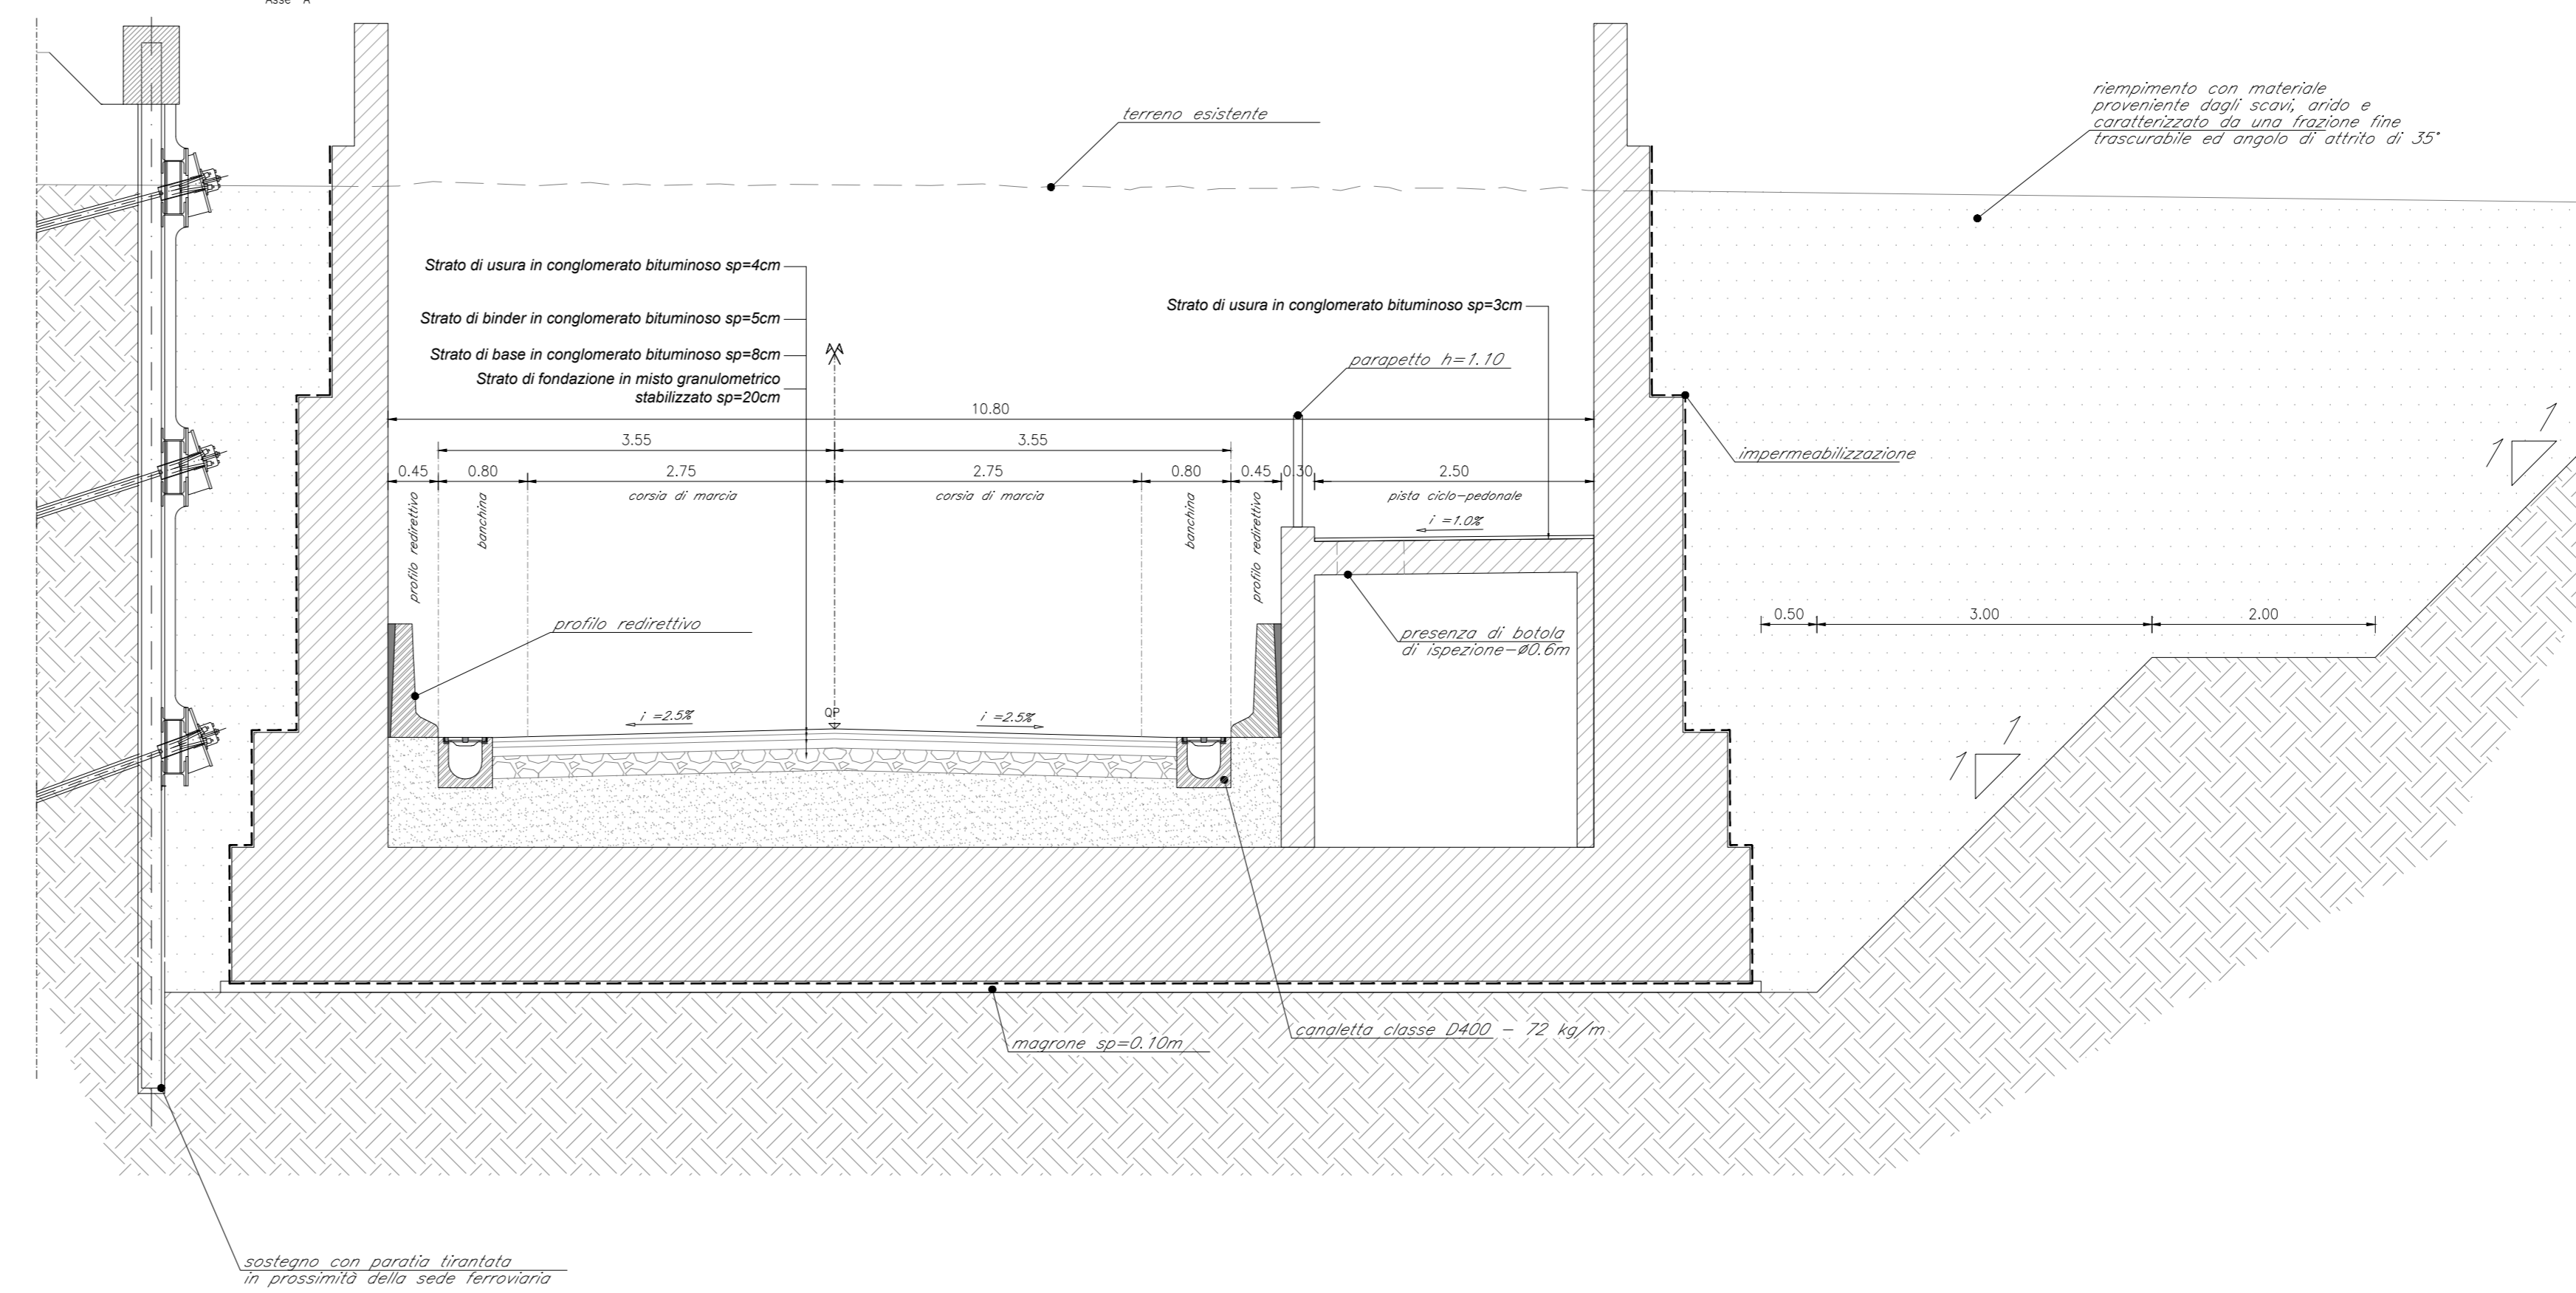 Asse "A"
riempimento con materiale
proveniente dagli scavi, arido e
caratterizzato da una frazione fine
trascurabile ed angolo di attrito di 35°
terreno esistente
Strato di usura in conglomerato bituminoso sp=4cm
Strato di usura in conglomerato bituminoso sp=3cm
Strato di binder in conglomerato bituminoso sp=5cm
Strato di base in conglomerato bituminoso sp=8cm
Strato di fondazione in misto granulometrico
stabilizzato sp=20cm
parapetto h=1.10
10.80
3.55
3.55
impermeabilizzazione
0.45
0.80
2.75
2.75
0.80
0.45
0.30
2.50
profilo redirettivo
banchina
corsia di marcia
corsia di marcia
banchina
profilo redirettivo
pista ciclo-pedonale
i =1.0%
profilo redirettivo
presenza di botola
di ispezione-Ø0.6m
0.50
3.00
2.00
i =2.5%
QP
i =2.5%
1
1
1
1
canaletta classe D400 - 72 kg/m
magrone sp=0.10m
sostegno con paratia tirantata
in prossimità della sede ferroviaria